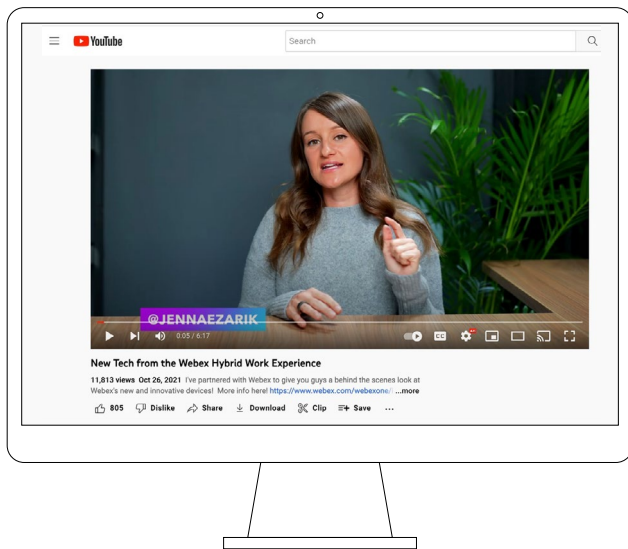 YouTube
Search
@JENNAEZARIK
0:05 / 6:17
CC
New Tech from the Webex Hybrid Work Experience
11,813 views Oct 26, 2021 I've partnered with Webex to give you guys a behind the scenes look at
Webex's new and innovative devices! More info here! https://www.webex.com/webexone/ ...more
805 Dislike Share Download Clip Save ...